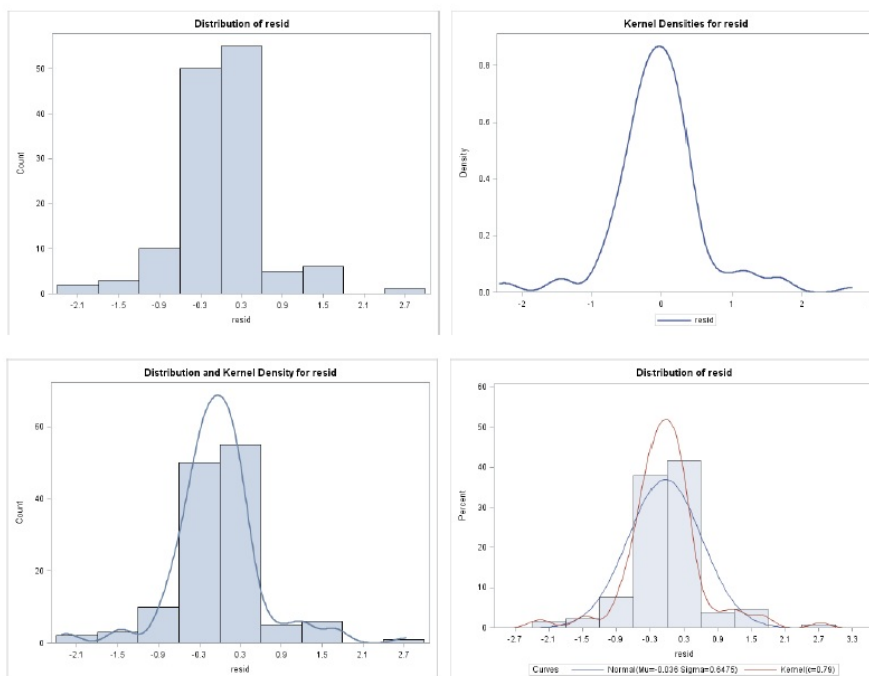 Distribution of resid
50
40
30
20
10
0
Count
-2.1 -1.5 -0.9 -0.3 0.3 0.9 1.5 2.1 2.7
resid
Kernel Densities for resid
0.8
0.6
0.4
0.2
0.0
Density
-2 -1 0 1 2
resid
resid
Distribution and Kernel Density for resid
60
40
20
0
Count
-2.1 -1.5 -0.9 -0.3 0.3 0.9 1.5 2.1 2.7
resid
Distribution of resid
60
50
40
30
20
10
0
Percent
-2.7 -2.1 -1.5 -0.9 -0.3 0.3 0.9 1.5 2.1 2.7 3.3
resid
Curves Normal(Mu=-0.036 Sigma=0.6475) Kernel(c=0.79)